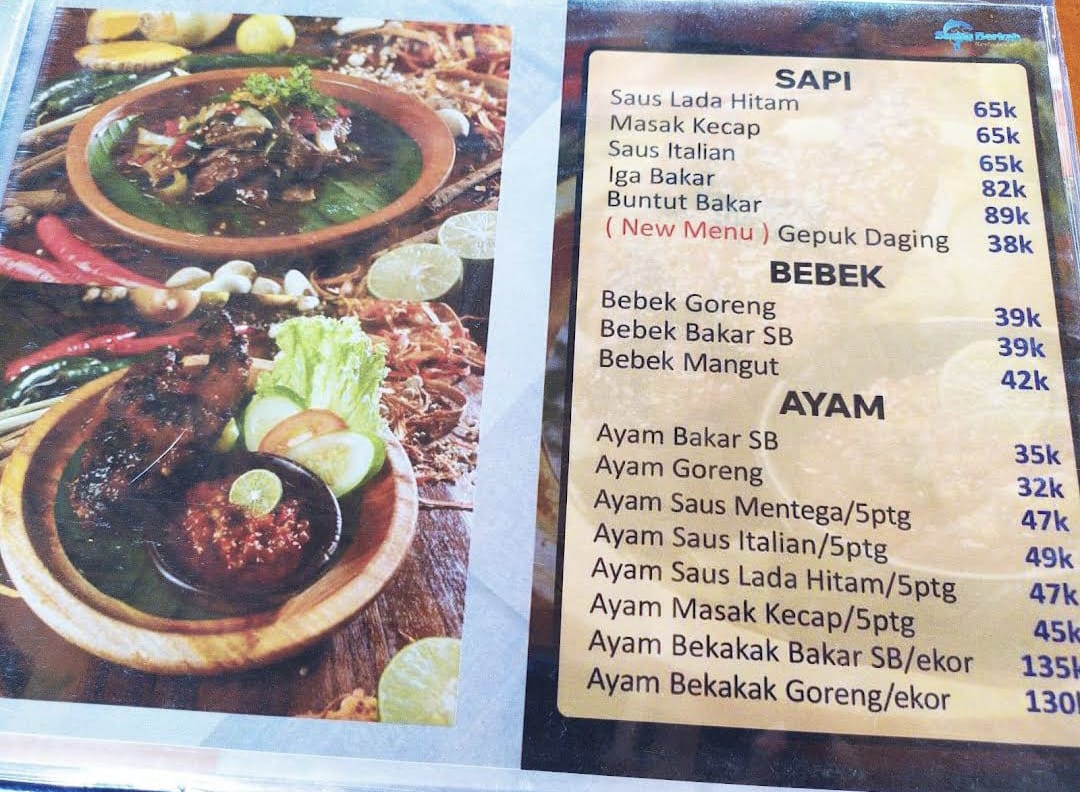 SAPI
Saus Lada Hitam 65k
Masak Kecap 65k
Saus Italian 65k
Iga Bakar 82k
Buntut Bakar 89k
( New Menu ) Gepuk Daging 38k
BEBEK
Bebek Goreng 39k
Bebek Bakar SB 39k
Bebek Mangut 42k
AYAM
Ayam Bakar SB 35k
Ayam Goreng 32k
Ayam Saus Mentega/5ptg 47k
Ayam Saus Italian/5ptg 49k
Ayam Saus Lada Hitam/5ptg 47k
Ayam Masak Kecap/5ptg 45k
Ayam Bekakak Bakar SB/ekor 135k
Ayam Bekakak Goreng/ekor 130k